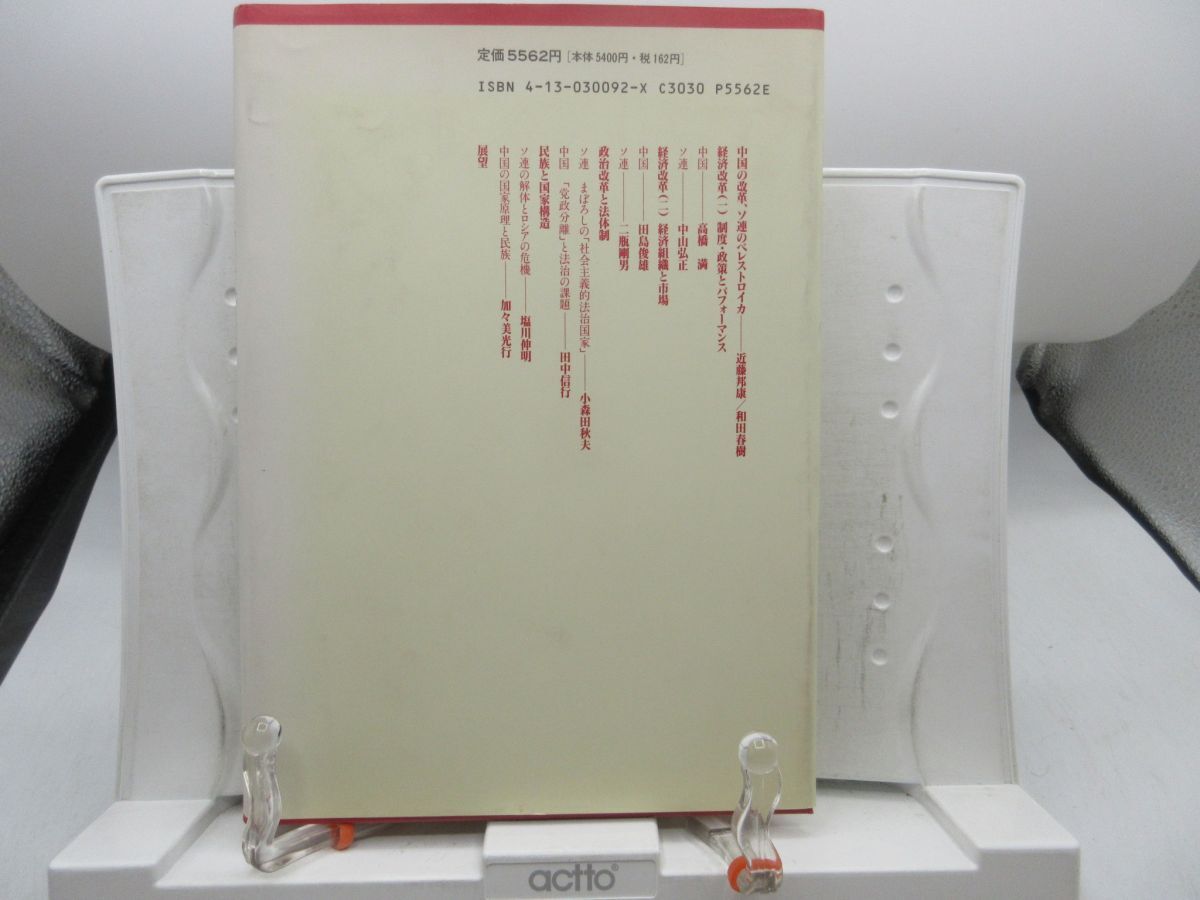 定価5562円 [本体5400円・税162円]
ISBN 4-13-030092-X C3030 P5562E
中国の改革、ソ連のペレストロイカ――近藤邦康/和田春樹
経済改革(一) 制度・政策とパフォーマンス
中国――高橋 満
ソ連――中山弘正
経済改革(二) 経済組織と市場
中国――田島俊雄
ソ連――二瓶剛男
政治改革と法体制
ソ連 まぼろしの「社会主義的法治国家」――小森田秋夫
中国 「党政分離」と法治の課題――田中信行
民族と国家構造
ソ連の解体とロシアの危機――塩川伸明
中国の国家原理と民族――加々美光行
展望
actto